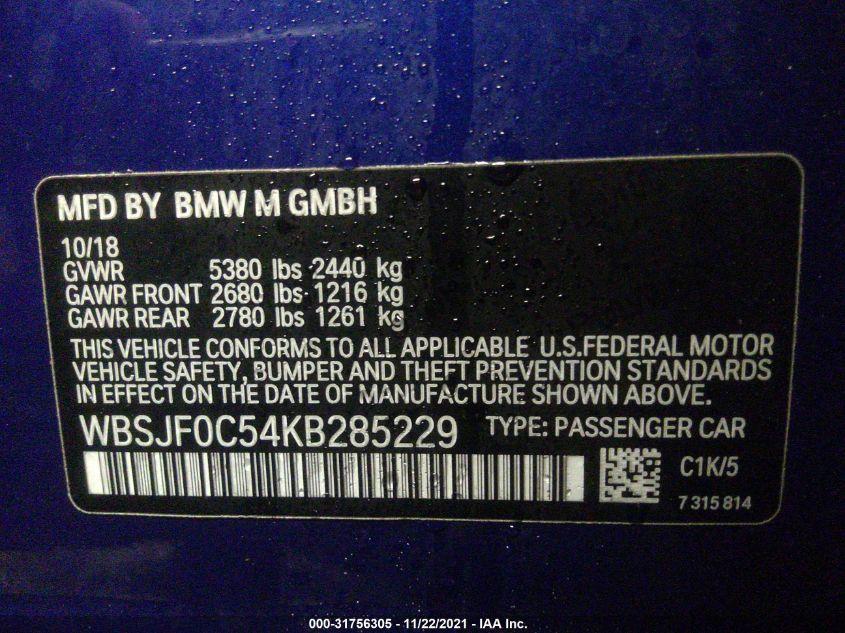 MFD BY BMW M GMBH
10/18
GVWR 5380 lbs 2440 kg
GAWR FRONT 2680 lbs 1216 kg
GAWR REAR 2780 lbs 1261 kg
THIS VEHICLE CONFORMS TO ALL APPLICABLE U.S.FEDERAL MOTOR
VEHICLE SAFETY, BUMPER AND THEFT PREVENTION STANDARDS
IN EFFECT ON THE DATE OF MANUFACTURE SHOWN ABOVE.
WBSJF0C54KB285229 TYPE: PASSENGER CAR
C1K/5
7 315 814
000-31756305 - 11/22/2021 - IAA Inc.